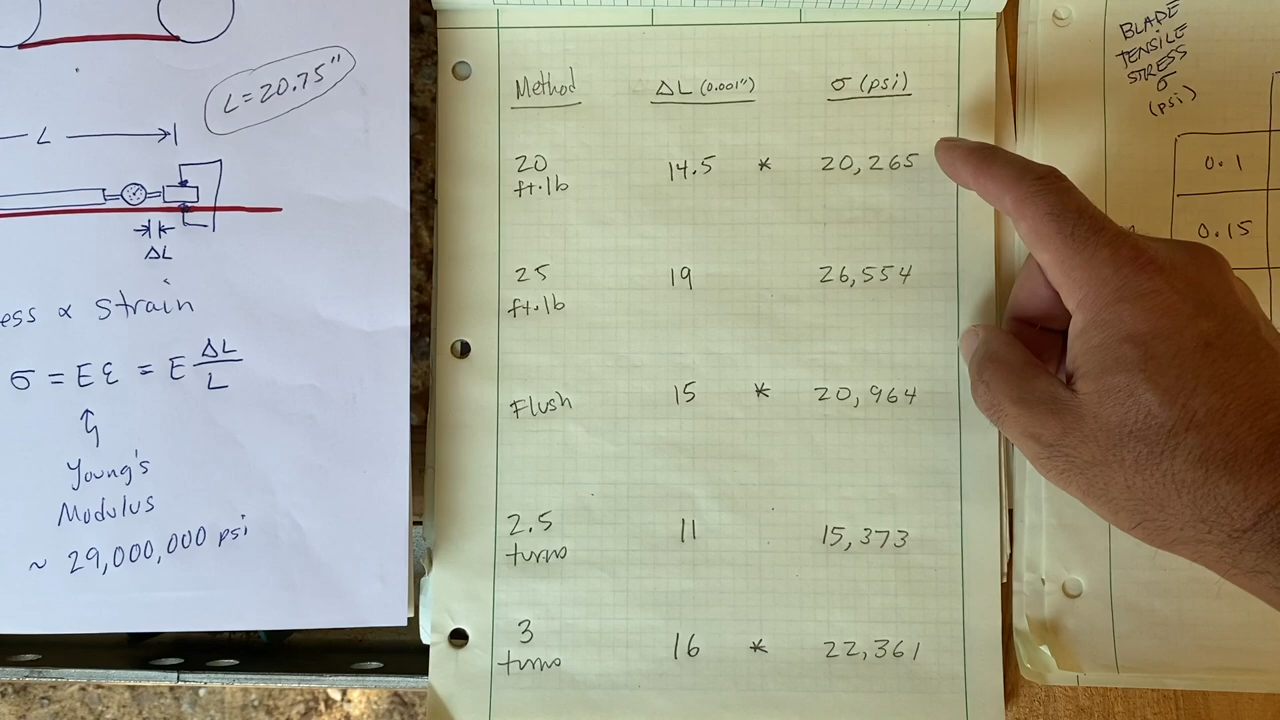 L = 20.75"
L
ΔL
ess ∝ strain
σ = Eε = E ΔL
L
Young's
Modulus
~ 29,000,000 psi
Method ΔL (0.001") σ (psi)
20
ft·lb 14.5 * 20,265
25
ft·lb 19 26,554
Flush 15 * 20,964
2.5
turns 11 15,373
3
turns 16 * 22,361
BLADE
TENSILE
STRESS
σ
(psi)
0.1
0.15